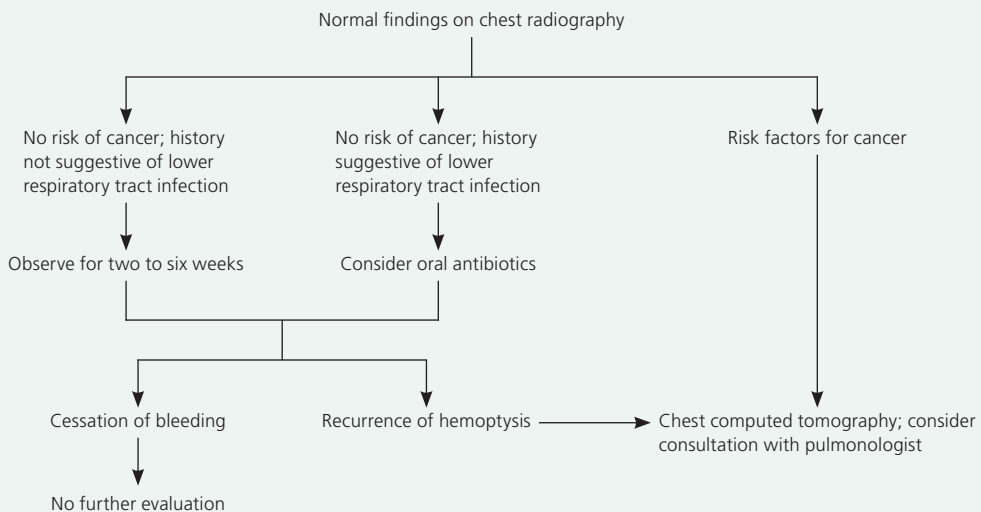 Normal findings on chest radiography
No risk of cancer; history
not suggestive of lower
respiratory tract infection
No risk of cancer; history
suggestive of lower
respiratory tract infection
Risk factors for cancer
Observe for two to six weeks
Consider oral antibiotics
Cessation of bleeding
Recurrence of hemoptysis
Chest computed tomography; consider
consultation with pulmonologist
No further evaluation